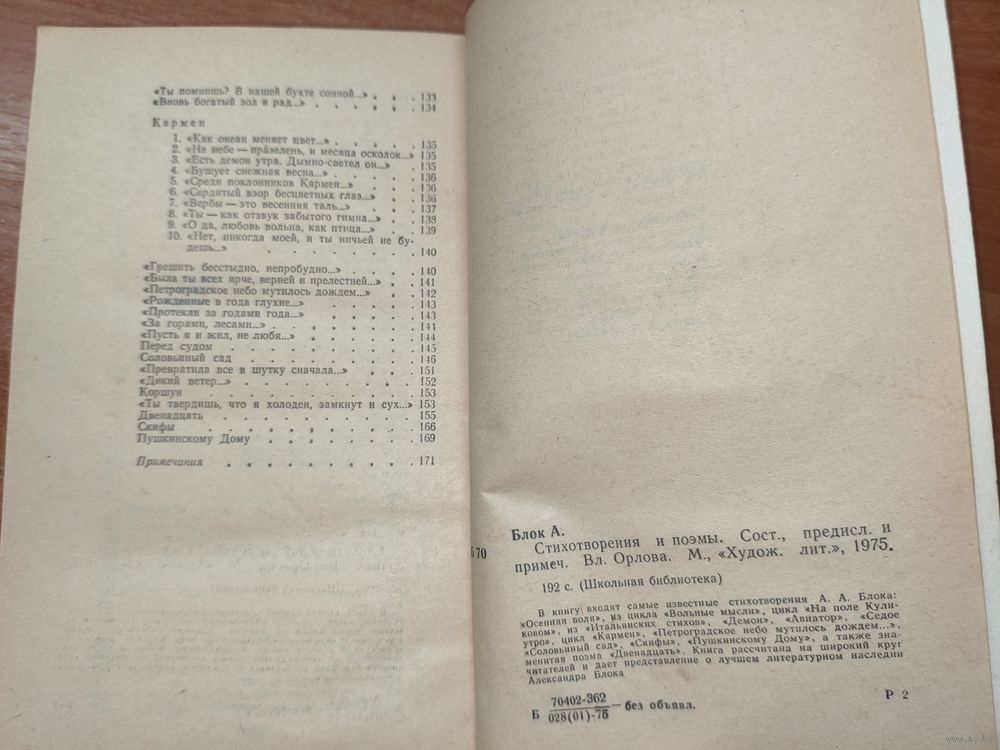 «Ты помнишь? В нашей бухте сонной...» . . . 133
«Вновь богатый зол и рад...» . . . . . 134
Кармен
1. «Как океан меняет цвет...» . . . . . 135
2. «На небе — празелень, и месяца осколок...» 135
3. «Есть демон утра. Дымно-светел он...» . . 135
4. «Бушует снежная весна...» . . . . . 136
5. «Среди поклонников Кармен...» . . . . 136
6. «Сердитый взор бесцветных глаз...» . . . 136
7. «Вербы — это весенняя таль...» . . . . 137
8. «Ты — как отзвук забытого гимна...» . . 138
9. «О да, любовь вольна, как птица...» . . . 139
10. «Нет, никогда моей, и ты ничьей не бу-
дешь...» . . . . . . . . . 140
«Грешить бесстыдно, непробудно...» . . . . 140
«Была ты всех ярче, верней и прелестней...» . . 141
«Петроградское небо мутилось дождем...» . . 142
«Рожденные в года глухие...» . . . . . 143
«Протекли за годами года...» . . . . . 143
«За горами, лесами...» . . . . . . . 144
«Пусть я и жил, не любя...» . . . . . 144
Перед судом . . . . . . . . . 145
Соловьиный сад . . . . . . . . 146
«Превратила все в шутку сначала...» . . . 151
«Дикий ветер...» . . . . . . . . 152
Коршун . . . . . . . . . . 153
«Ты твердишь, что я холоден, замкнут и сух...» 153
Двенадцать . . . . . . . . . 155
Скифы . . . . . . . . . . 166
Пушкинскому Дому . . . . . . . 169
Примечания . . . . . . . . . 171
Блок А.
Б 70 Стихотворения и поэмы. Сост., предисл. и
примеч. Вл. Орлова. М., «Худож. лит.», 1975.
192 с. (Школьная библиотека)
В книгу входят самые известные стихотворения А. А. Блока:
«Осенняя воля», из цикла «Вольные мысли», цикл «На поле Кули-
ковом», из «Итальянских стихов», «Демон», «Авиатор», «Седое
утро», цикл «Кармен», «Петроградское небо мутилось дождем...»,
«Соловьиный сад», «Скифы», «Пушкинскому Дому», а также зна-
менитая поэма «Двенадцать». Книга рассчитана на широкий круг
читателей и дает представление о лучшем литературном наследии
Александра Блока
Б 70402-362
028(01)-75 — без объявл.
Р 2
www.ay.by